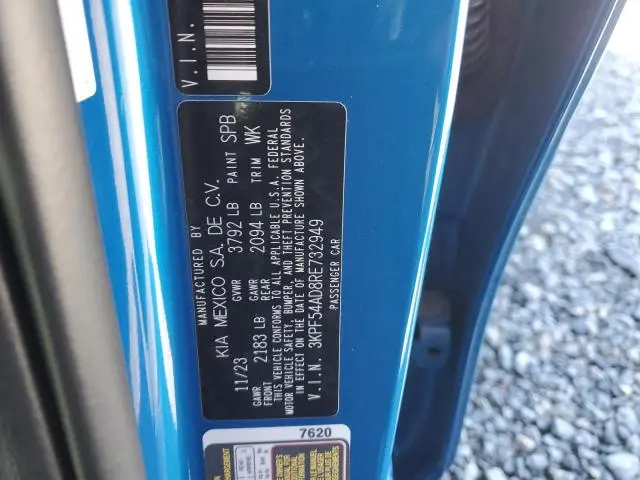 V.I.N.
MANUFACTURED BY
KIA MEXICO S.A. DE C.V.
11/23 GVWR 3792 LB PAINT SPB
GAWR FRONT 2183 LB GAWR REAR 2094 LB TRIM WK
THIS VEHICLE CONFORMS TO ALL APPLICABLE U.S.A. FEDERAL
MOTOR VEHICLE SAFETY, BUMPER, AND THEFT PREVENTION STANDARDS
IN EFFECT ON THE DATE OF MANUFACTURE SHOWN ABOVE.
V.I.N. 3KPF54AD8RE732949
PASSENGER CAR
7620